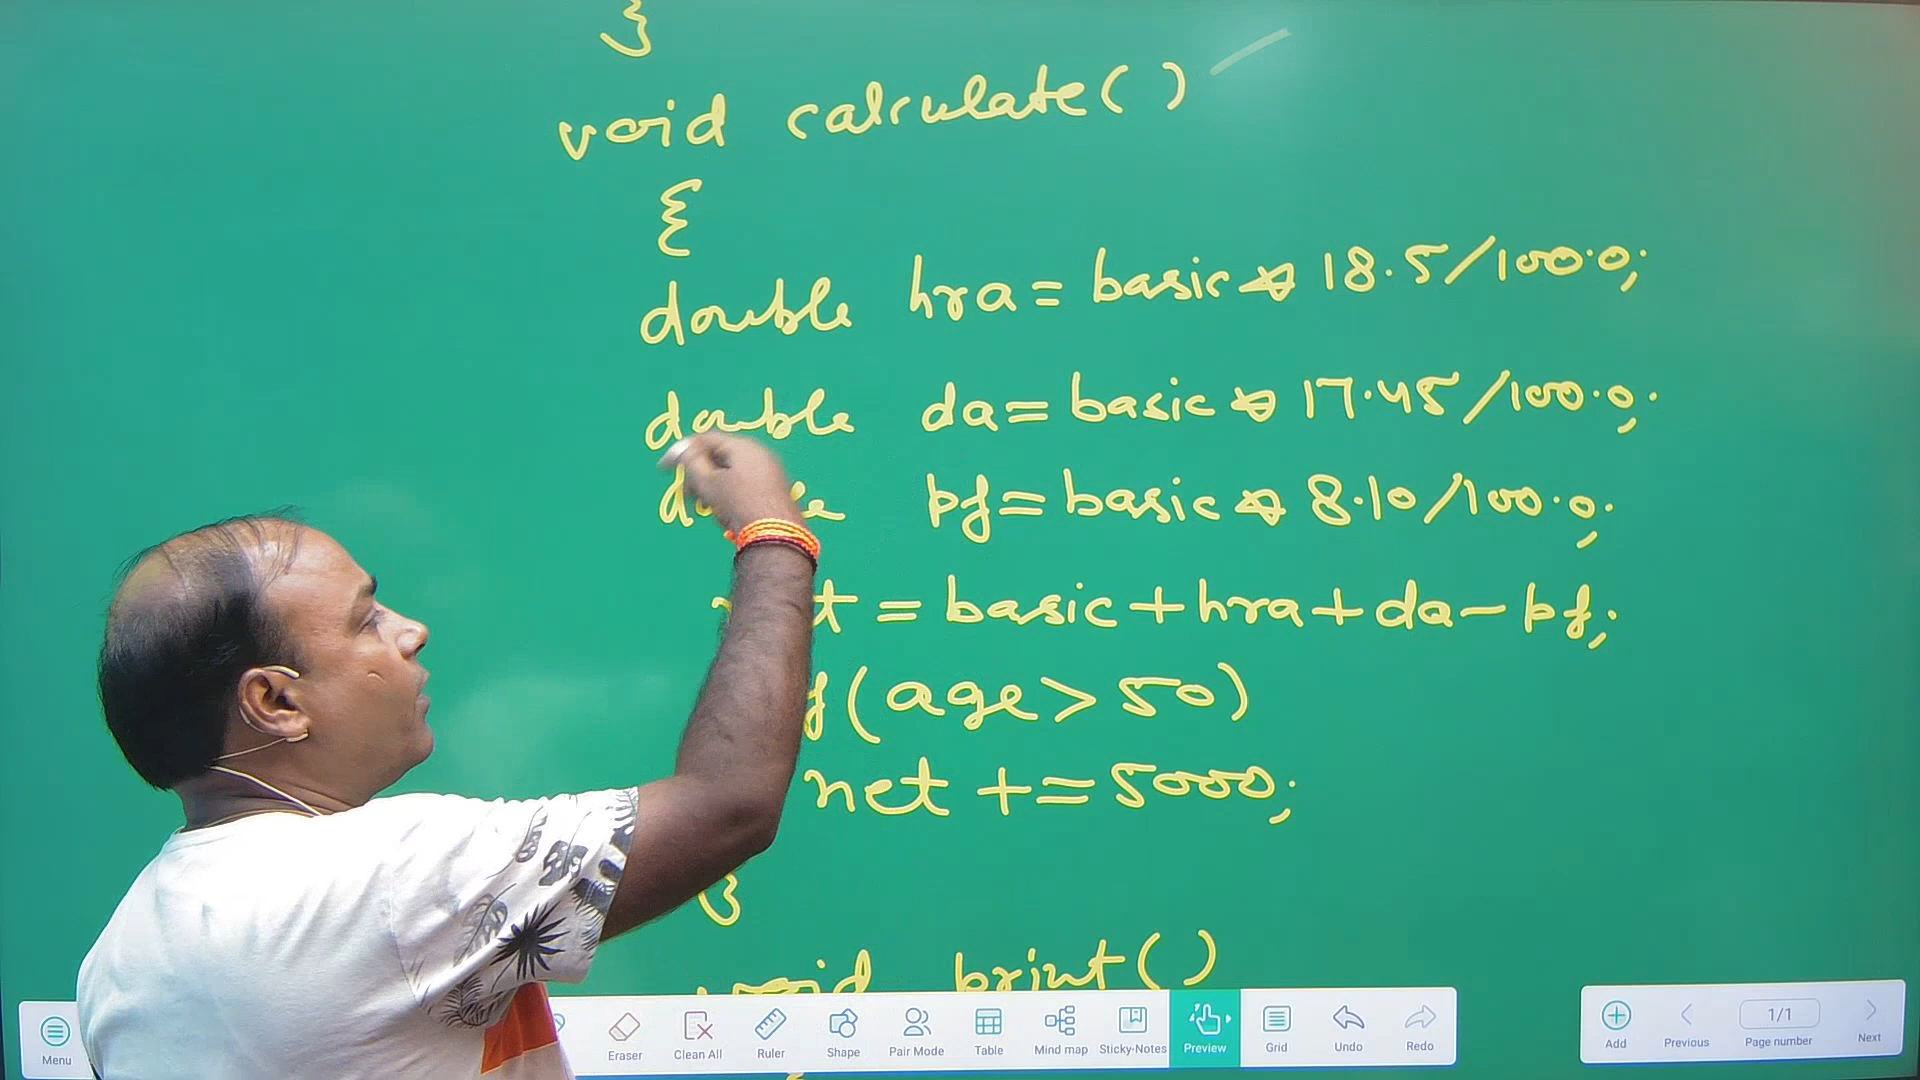 }
void calculate()
{
double hra = basic * 18.5/100.0;
double da = basic * 17.45/100.0;
pf = basic * 8.10/100.0;
= basic + hra + da - pf;
(age > 50)
net += 5000;
}
void print()
Menu
Eraser
Clean All
Ruler
Shape
Pair Mode
Table
Mind map
Sticky-Notes
Preview
Grid
Undo
Redo
Add
Previous
1/1
Page number
Next